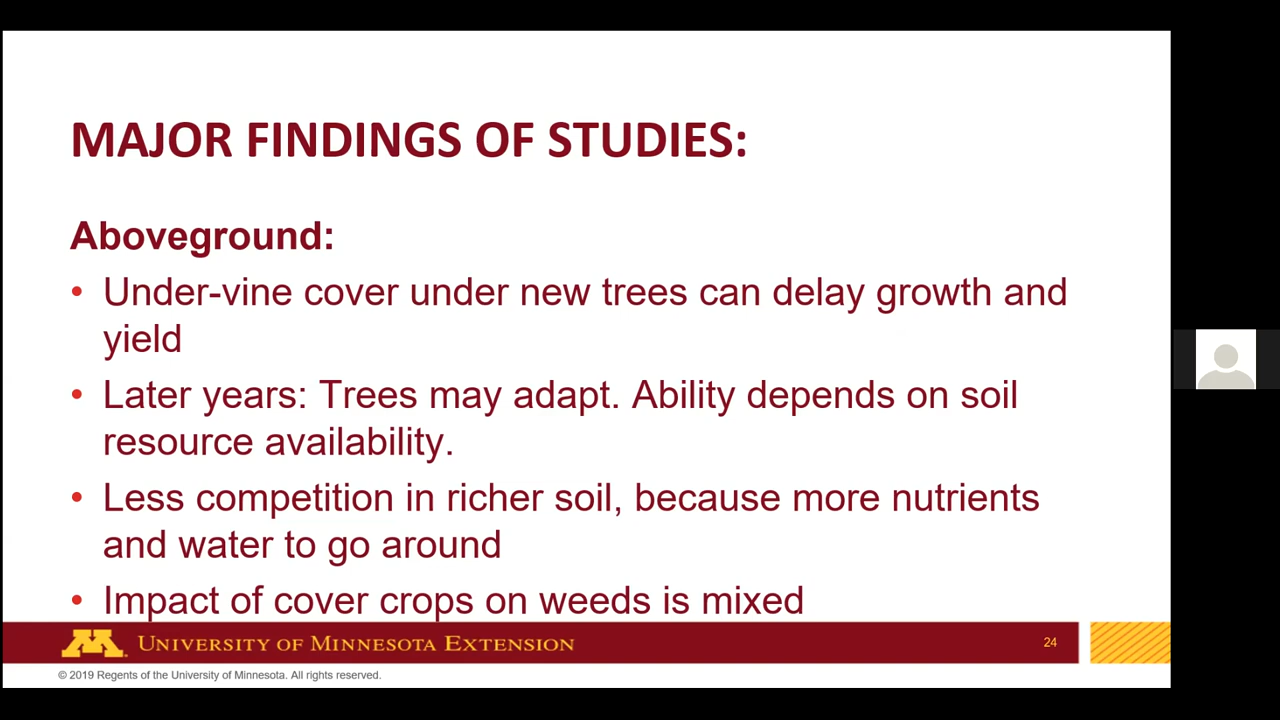 MAJOR FINDINGS OF STUDIES:
Aboveground:
• Under-vine cover under new trees can delay growth and
yield
• Later years: Trees may adapt. Ability depends on soil
resource availability.
• Less competition in richer soil, because more nutrients
and water to go around
• Impact of cover crops on weeds is mixed
M UNIVERSITY OF MINNESOTA EXTENSION
24
© 2019 Regents of the University of Minnesota. All rights reserved.